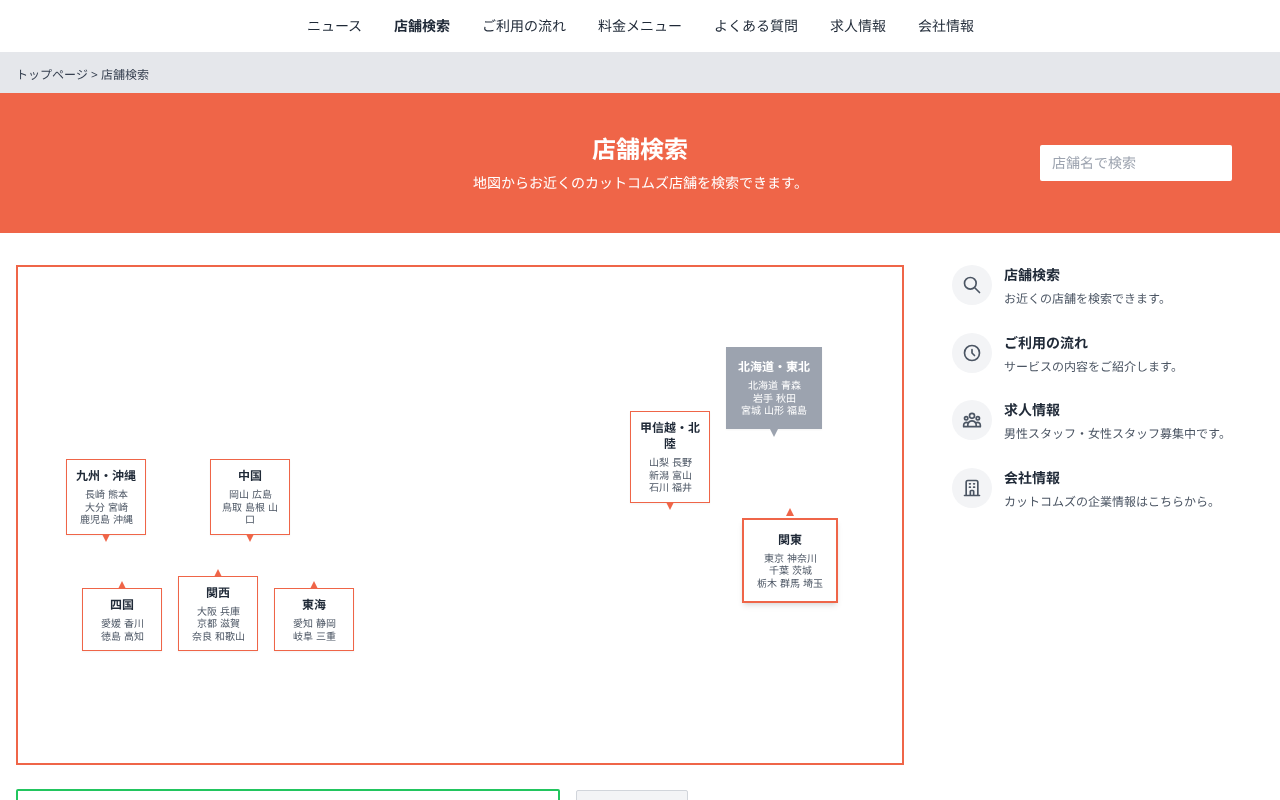 ニュース 店舗検索 ご利用の流れ 料金メニュー よくある質問 求人情報 会社情報
トップページ > 店舗検索
店舗検索
地図からお近くのカットコムズ店舗を検索できます。
店舗名で検索
北海道・東北
北海道 青森
岩手 秋田
宮城 山形 福島
甲信越・北
陸
山梨 長野
新潟 富山
石川 福井
九州・沖縄
長崎 熊本
大分 宮崎
鹿児島 沖縄
中国
岡山 広島
鳥取 島根 山
口
関東
東京 神奈川
千葉 茨城
栃木 群馬 埼玉
四国
愛媛 香川
徳島 高知
関西
大阪 兵庫
京都 滋賀
奈良 和歌山
東海
愛知 静岡
岐阜 三重
店舗検索
お近くの店舗を検索できます。
ご利用の流れ
サービスの内容をご紹介します。
求人情報
男性スタッフ・女性スタッフ募集中です。
会社情報
カットコムズの企業情報はこちらから。